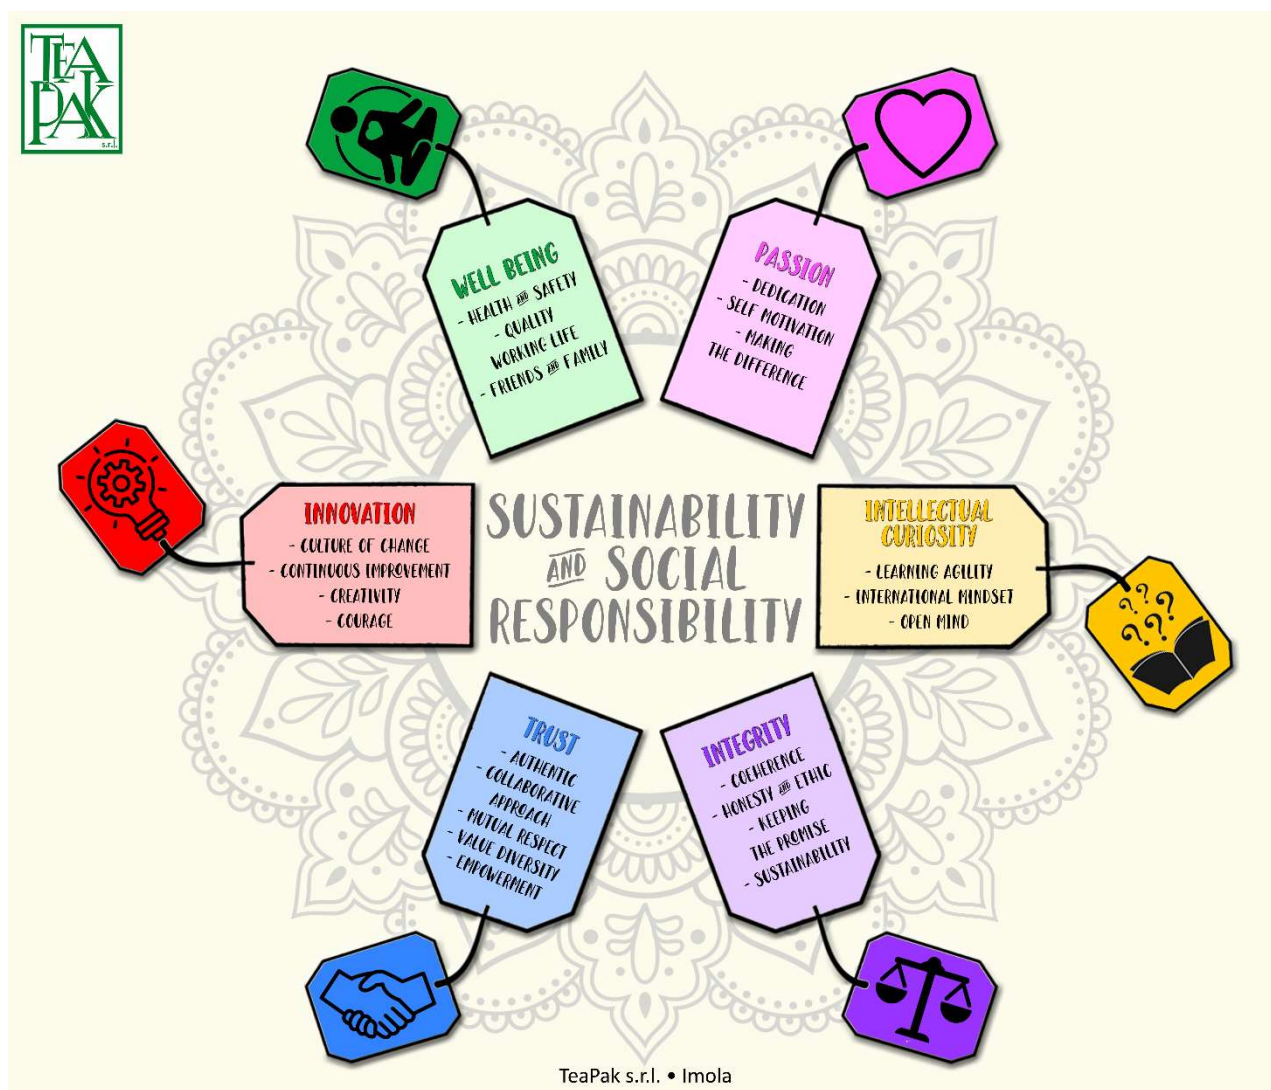 TEA
PAK
s.r.l.
WELL BEING
- HEALTH AND SAFETY
- QUALITY
WORKING LIFE
- FRIENDS AND FAMILY
PASSION
- DEDICATION
- SELF MOTIVATION
- MAKING
THE DIFFERENCE
INNOVATION
- CULTURE OF CHANGE
- CONTINUOUS IMPROVEMENT
- CREATIVITY
- COURAGE
SUSTAINABILITY
AND SOCIAL
RESPONSIBILITY
INTELLECTUAL
CURIOSITY
- LEARNING AGILITY
- INTERNATIONAL MINDSET
- OPEN MIND
? ?
? ? ?
TRUST
- AUTHENTIC
- COLLABORATIVE
APPROACH
- MUTUAL RESPECT
- VALUE DIVERSITY
- EMPOWERMENT
INTEGRITY
- COEHERENCE
- HONESTY AND ETHIC
- KEEPING
THE PROMISE
- SUSTAINABILITY
TeaPak s.r.l. • Imola